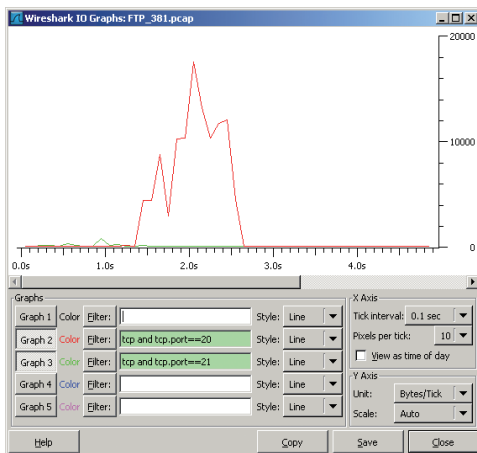 Wireshark IO Graphs: FTP_381.pcap
20000
10000
0
0.0s 1.0s 2.0s 3.0s 4.0s
Graphs
Graph 1 Color Filter: Style: Line
Graph 2 Color Filter: tcp and tcp.port==20 Style: Line
Graph 3 Color Filter: tcp and tcp.port==21 Style: Line
Graph 4 Color Filter: Style: Line
Graph 5 Color Filter: Style: Line
X Axis
Tick interval: 0.1 sec
Pixels per tick: 10
View as time of day
Y Axis
Unit: Bytes/Tick
Scale: Auto
Help Copy Save Close